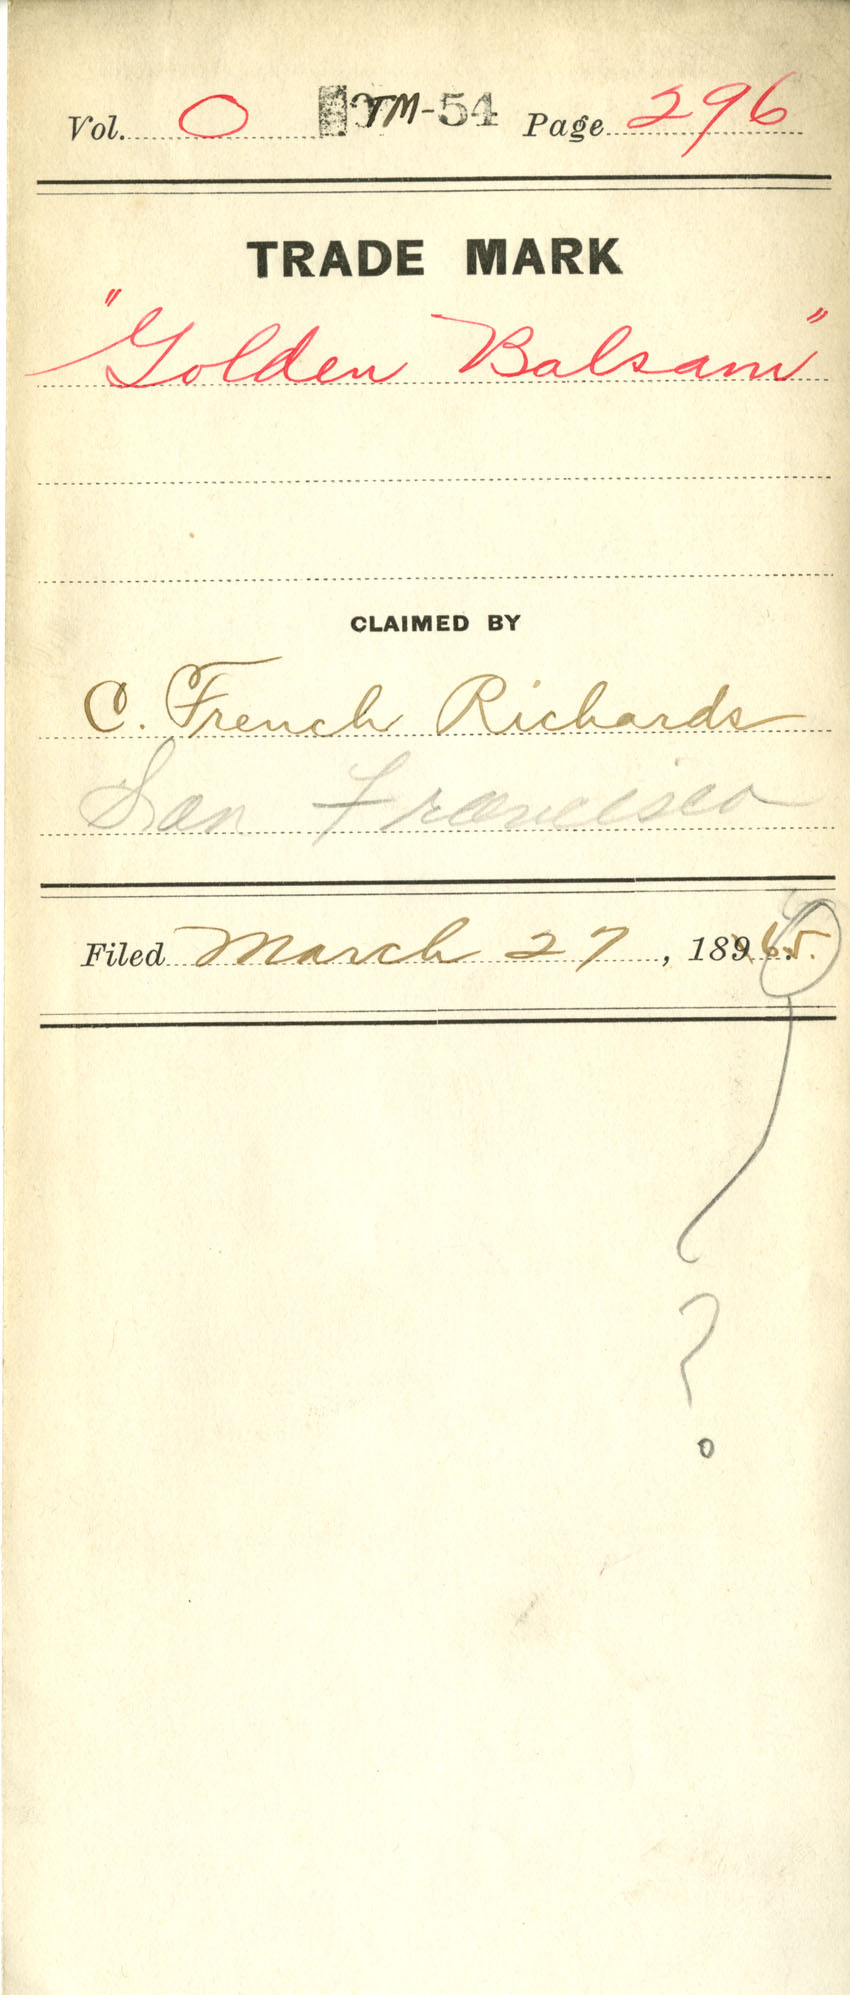 Vol. 0 TM-54 Page 296
TRADE MARK
"Golden Balsam"
CLAIMED BY
C. French Richards
San Francisco
Filed March 27, 1895.
?